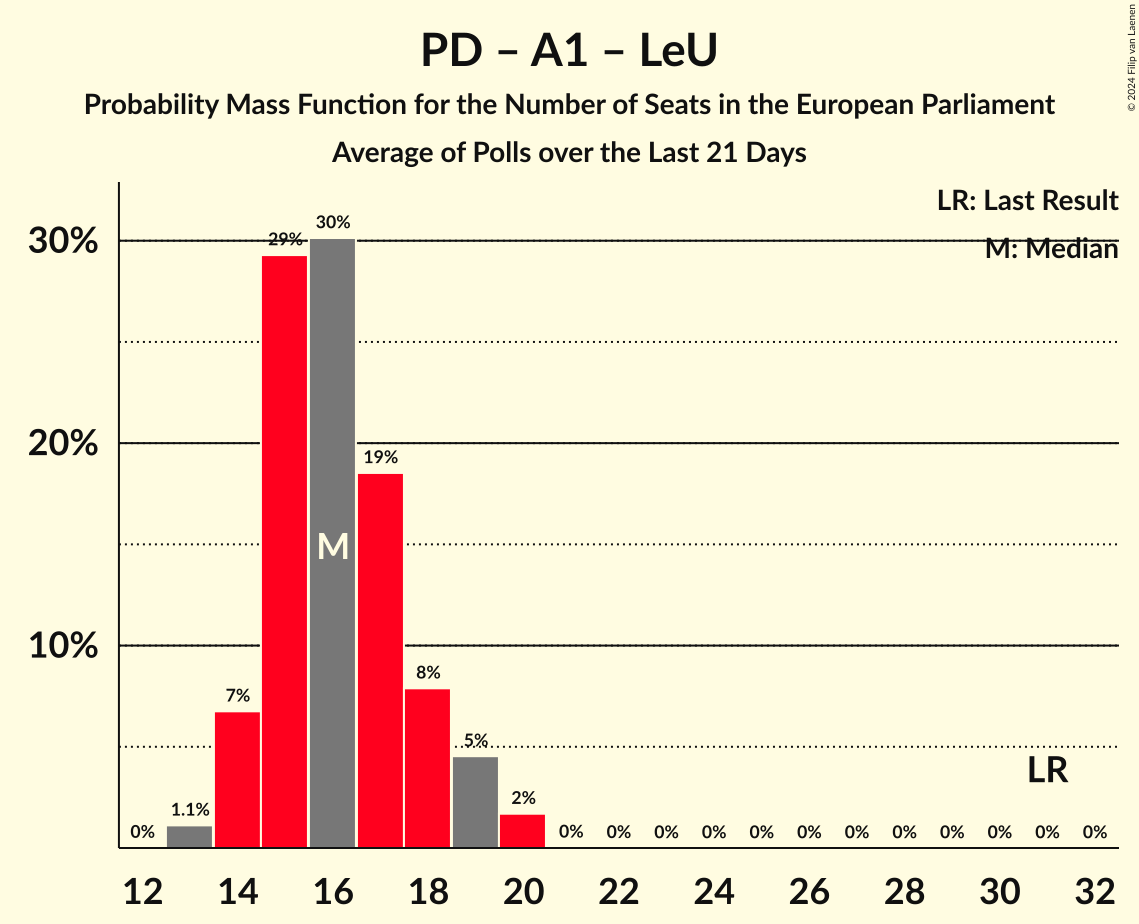 PD – A1 – LeU
Probability Mass Function for the Number of Seats in the European Parliament
Average of Polls over the Last 21 Days
© 2024 Filip van Laenen
LR: Last Result
M: Median
30%
20%
10%
0%
1.1%
7%
29%
30%
19%
8%
5%
2%
0%
0%
0%
0%
0%
0%
0%
0%
0%
0%
0%
0%
M
LR
12 14 16 18 20 22 24 26 28 30 32